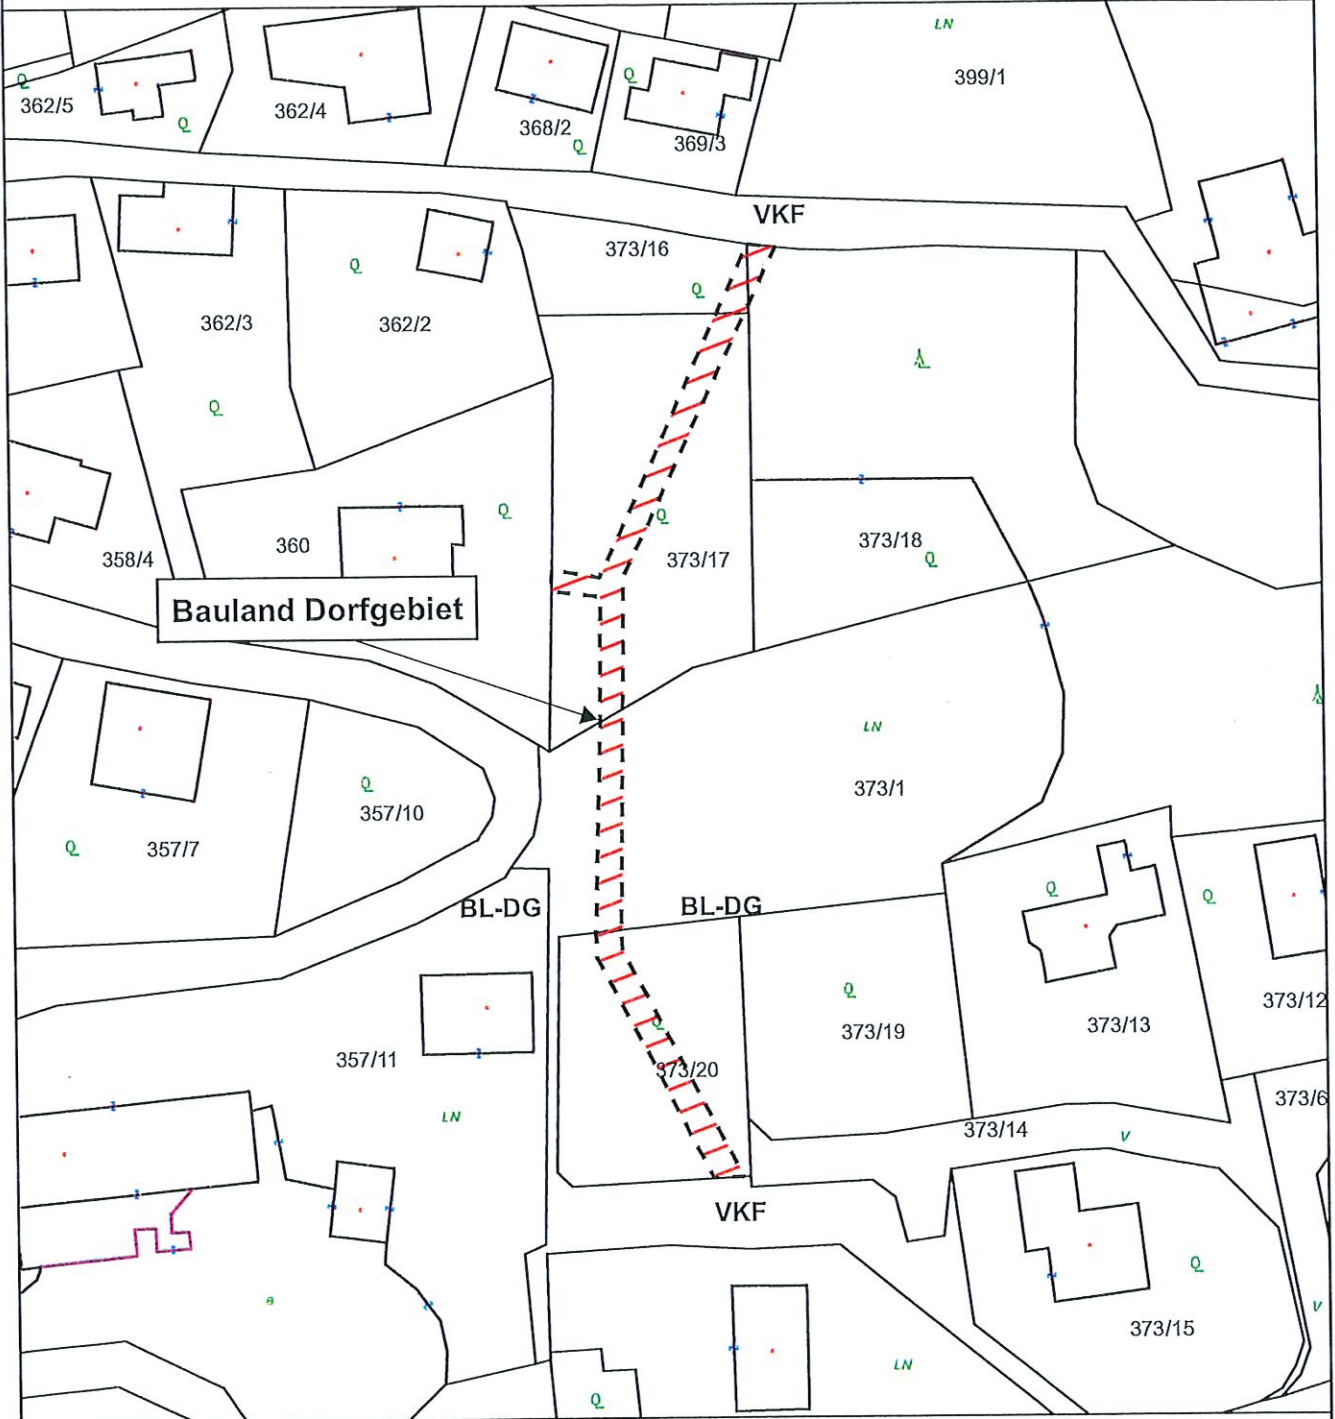 LN
399/1
Q
362/5
Q
362/4
368/2
Q
Q
369/3
VKF
373/16
Q
Q
362/3
362/2
Q
Q
358/4
360
Q
Q
373/17
373/18
Q
Bauland Dorfgebiet
LN
373/1
Q
357/10
Q
357/7
BL-DG
BL-DG
Q
373/19
Q
373/13
Q
373/12
357/11
LN
Q
373/20
373/14
V
373/6
VKF
Q
373/15
V
LN
Q